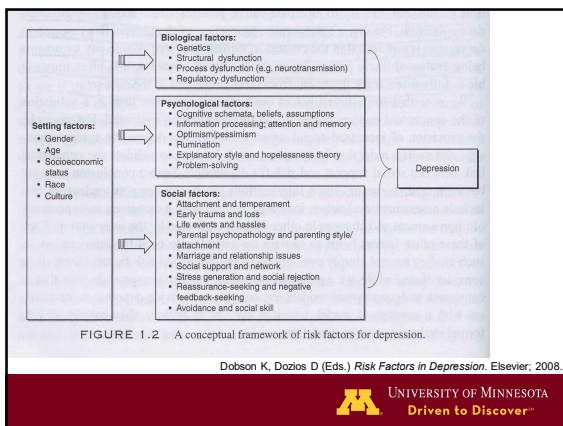 Setting factors:
• Gender
• Age
• Socioeconomic
status
• Race
• Culture
Biological factors:
• Genetics
• Structural dysfunction
• Process dysfunction (e.g. neurotransmission)
• Regulatory dysfunction
Psychological factors:
• Cognitive schemata, beliefs, assumptions
• Information processing; attention and memory
• Optimism/pessimism
• Rumination
• Explanatory style and hopelessness theory
• Problem-solving
Social factors:
• Attachment and temperament
• Early trauma and loss
• Life events and hassles
• Parental psychopathology and parenting style/
attachment
• Marriage and relationship issues
• Social support and network
• Stress generation and social rejection
• Reassurance-seeking and negative
feedback-seeking
• Avoidance and social skill
Depression
FIGURE 1.2 A conceptual framework of risk factors for depression.
Dobson K, Dozios D (Eds.) Risk Factors in Depression. Elsevier; 2008.
M
UNIVERSITY OF MINNESOTA
Driven to Discover℠